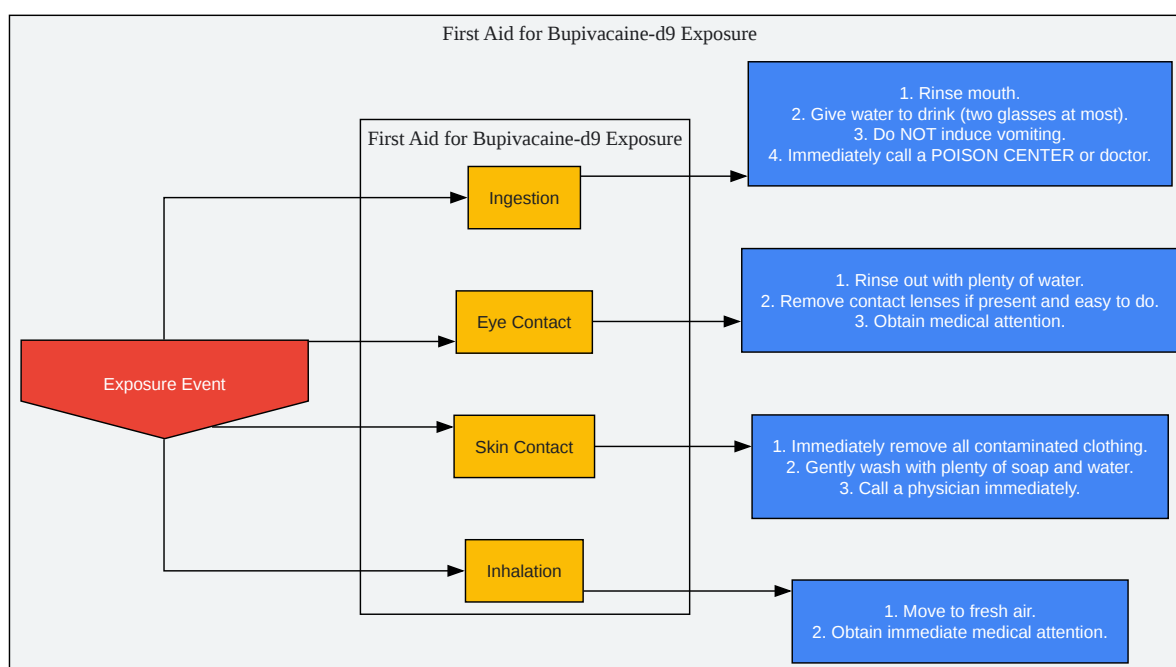 First Aid for Bupivacaine-d9 Exposure
First Aid for Bupivacaine-d9 Exposure
Exposure Event
Ingestion
1. Rinse mouth.
2. Give water to drink (two glasses at most).
3. Do NOT induce vomiting.
4. Immediately call a POISON CENTER or doctor.
Eye Contact
1. Rinse out with plenty of water.
2. Remove contact lenses if present and easy to do.
3. Obtain medical attention.
Skin Contact
1. Immediately remove all contaminated clothing.
2. Gently wash with plenty of soap and water.
3. Call a physician immediately.
Inhalation
1. Move to fresh air.
2. Obtain immediate medical attention.